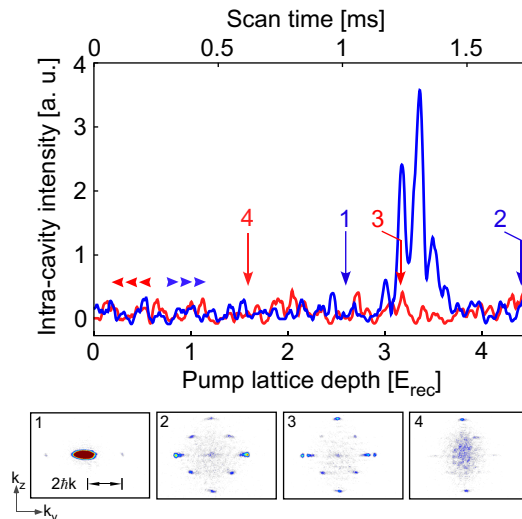 Scan time [ms]
0 0.5 1 1.5
Intra-cavity intensity [a. u.]
4
3
2
1
0
4 1 3 2
0 1 2 3 4
Pump lattice depth [E_rec]
1 2 3 4
2ħk
k_z
k_y